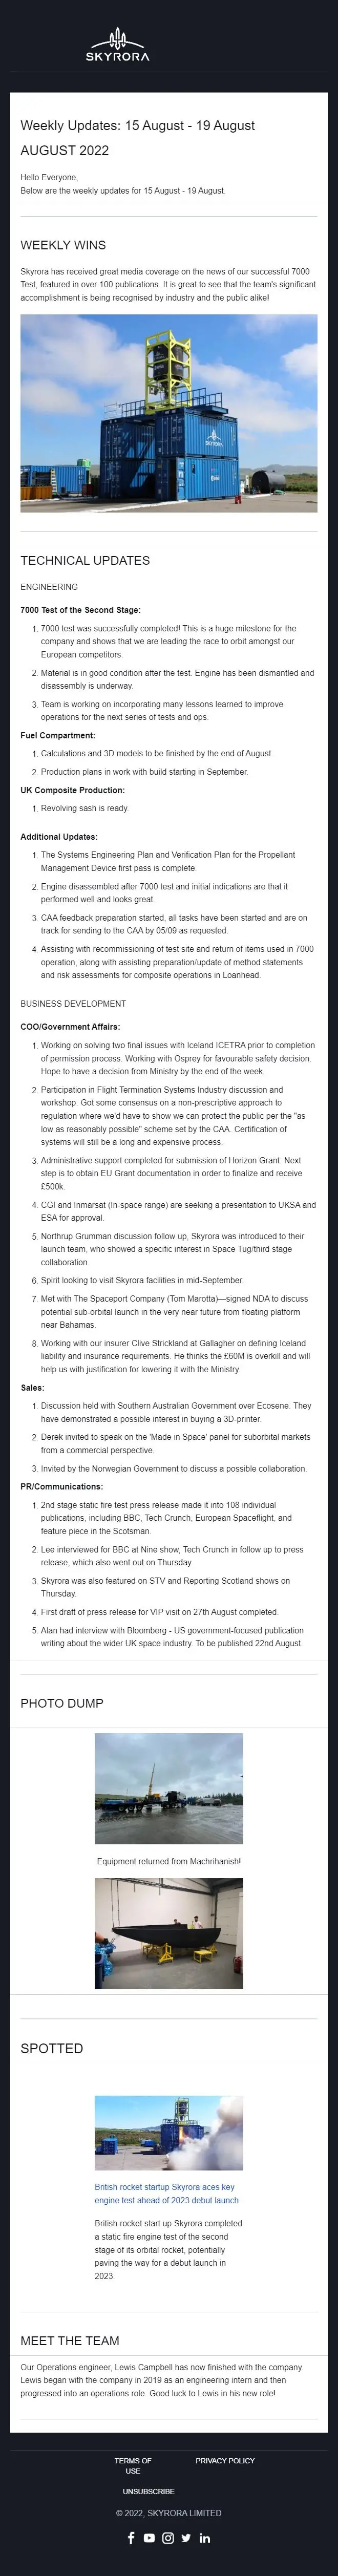 SKYRORA
Weekly Updates: 15 August - 19 August
AUGUST 2022
Hello Everyone,
Below are the weekly updates for 15 August - 19 August.
WEEKLY WINS
Skyrora has received great media coverage on the news of our successful 7000
Test, featured in over 100 publications. It is great to see that the team's significant
accomplishment is being recognised by industry and the public alike!
SKYRORA
TECHNICAL UPDATES
ENGINEERING
7000 Test of the Second Stage:
1. 7000 test was successfully completed! This is a huge milestone for the
company and shows that we are leading the race to orbit amongst our
European competitors.
2. Material is in good condition after the test. Engine has been dismantled and
disassembly is underway.
3. Team is working on incorporating many lessons learned to improve
operations for the next series of tests and ops.
Fuel Compartment:
1. Calculations and 3D models to be finished by the end of August.
2. Production plans in work with build starting in September.
UK Composite Production:
1. Revolving sash is ready.
Additional Updates:
1. The Systems Engineering Plan and Verification Plan for the Propellant
Management Device first pass is complete.
2. Engine disassembled after 7000 test and initial indications are that it
performed well and looks great.
3. CAA feedback preparation started, all tasks have been started and are on
track for sending to the CAA by 05/09 as requested.
4. Assisting with recommissioning of test site and return of items used in 7000
operation, along with assisting preparation/update of method statements
and risk assessments for composite operations in Loanhead.
BUSINESS DEVELOPMENT
COO/Government Affairs:
1. Working on solving two final issues with Iceland ICETRA prior to completion
of permission process. Working with Osprey for favourable safety decision.
Hope to have a decision from Ministry by the end of the week.
2. Participation in Flight Termination Systems Industry discussion and
workshop. Got some consensus on a non-prescriptive approach to
regulation where we'd have to show we can protect the public per the "as
low as reasonably possible" scheme set by the CAA. Certification of
systems will still be a long and expensive process.
3. Administrative support completed for submission of Horizon Grant. Next
step is to obtain EU Grant documentation in order to finalize and receive
£500k.
4. CGI and Inmarsat (In-space range) are seeking a presentation to UKSA and
ESA for approval.
5. Northrup Grumman discussion follow up, Skyrora was introduced to their
launch team, who showed a specific interest in Space Tug/third stage
collaboration.
6. Spirit looking to visit Skyrora facilities in mid-September.
7. Met with The Spaceport Company (Tom Marotta)—signed NDA to discuss
potential sub-orbital launch in the very near future from floating platform
near Bahamas.
8. Working with our insurer Clive Strickland at Gallagher on defining Iceland
liability and insurance requirements. He thinks the £60M is overkill and will
help us with justification for lowering it with the Ministry.
Sales:
1. Discussion held with Southern Australian Government over Ecosene. They
have demonstrated a possible interest in buying a 3D-printer.
2. Derek invited to speak on the 'Made in Space' panel for suborbital markets
from a commercial perspective.
3. Invited by the Norwegian Government to discuss a possible collaboration.
PR/Communications:
1. 2nd stage static fire test press release made it into 108 individual
publications, including BBC, Tech Crunch, European Spaceflight, and
feature piece in the Scotsman.
2. Lee interviewed for BBC at Nine show, Tech Crunch in follow up to press
release, which also went out on Thursday.
3. Skyrora was also featured on STV and Reporting Scotland shows on
Thursday.
4. First draft of press release for VIP visit on 27th August completed.
5. Alan had interview with Bloomberg - US government-focused publication
writing about the wider UK space industry. To be published 22nd August.
PHOTO DUMP
Equipment returned from Machrihanish!
SPOTTED
British rocket startup Skyrora aces key
engine test ahead of 2023 debut launch
British rocket start up Skyrora completed
a static fire engine test of the second
stage of its orbital rocket, potentially
paving the way for a debut launch in
2023.
MEET THE TEAM
Our Operations engineer, Lewis Campbell has now finished with the company.
Lewis began with the company in 2019 as an engineering intern and then
progressed into an operations role. Good luck to Lewis in his new role!
TERMS OF
USE
PRIVACY POLICY
UNSUBSCRIBE
© 2022, SKYRORA LIMITED